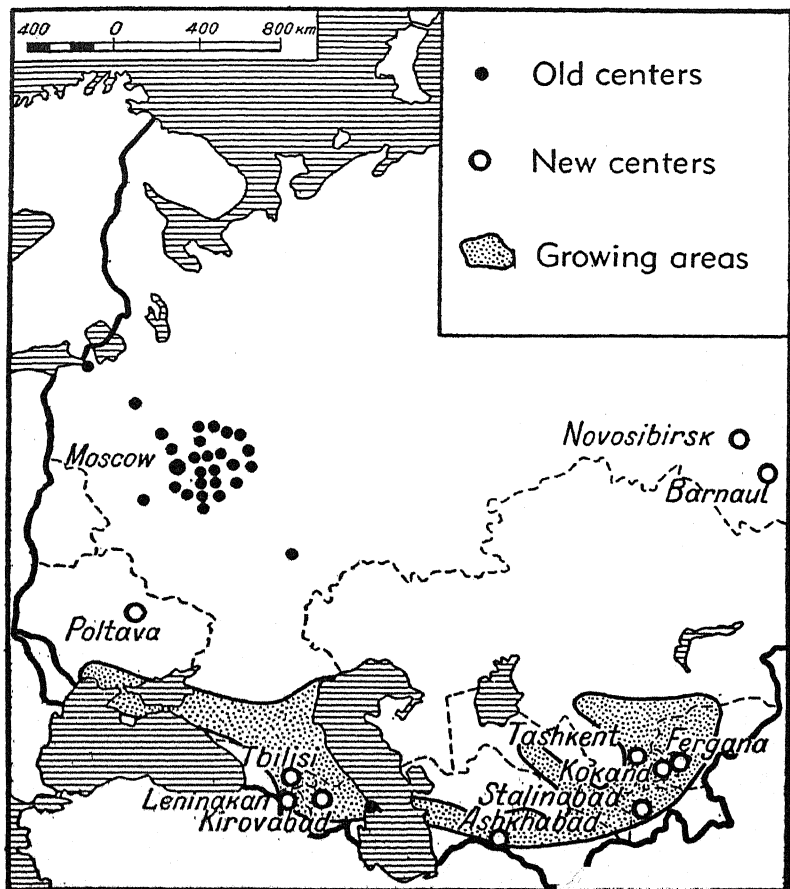 400 0 400 800 км
Old centers
New centers
Growing areas
Novosibirsk
Moscow
Barnaul
Poltava
Tashkent
Fergana
Tbilisi
Kokand
Leninakan
Stalinabad
Kirovabad
Ashkhabad